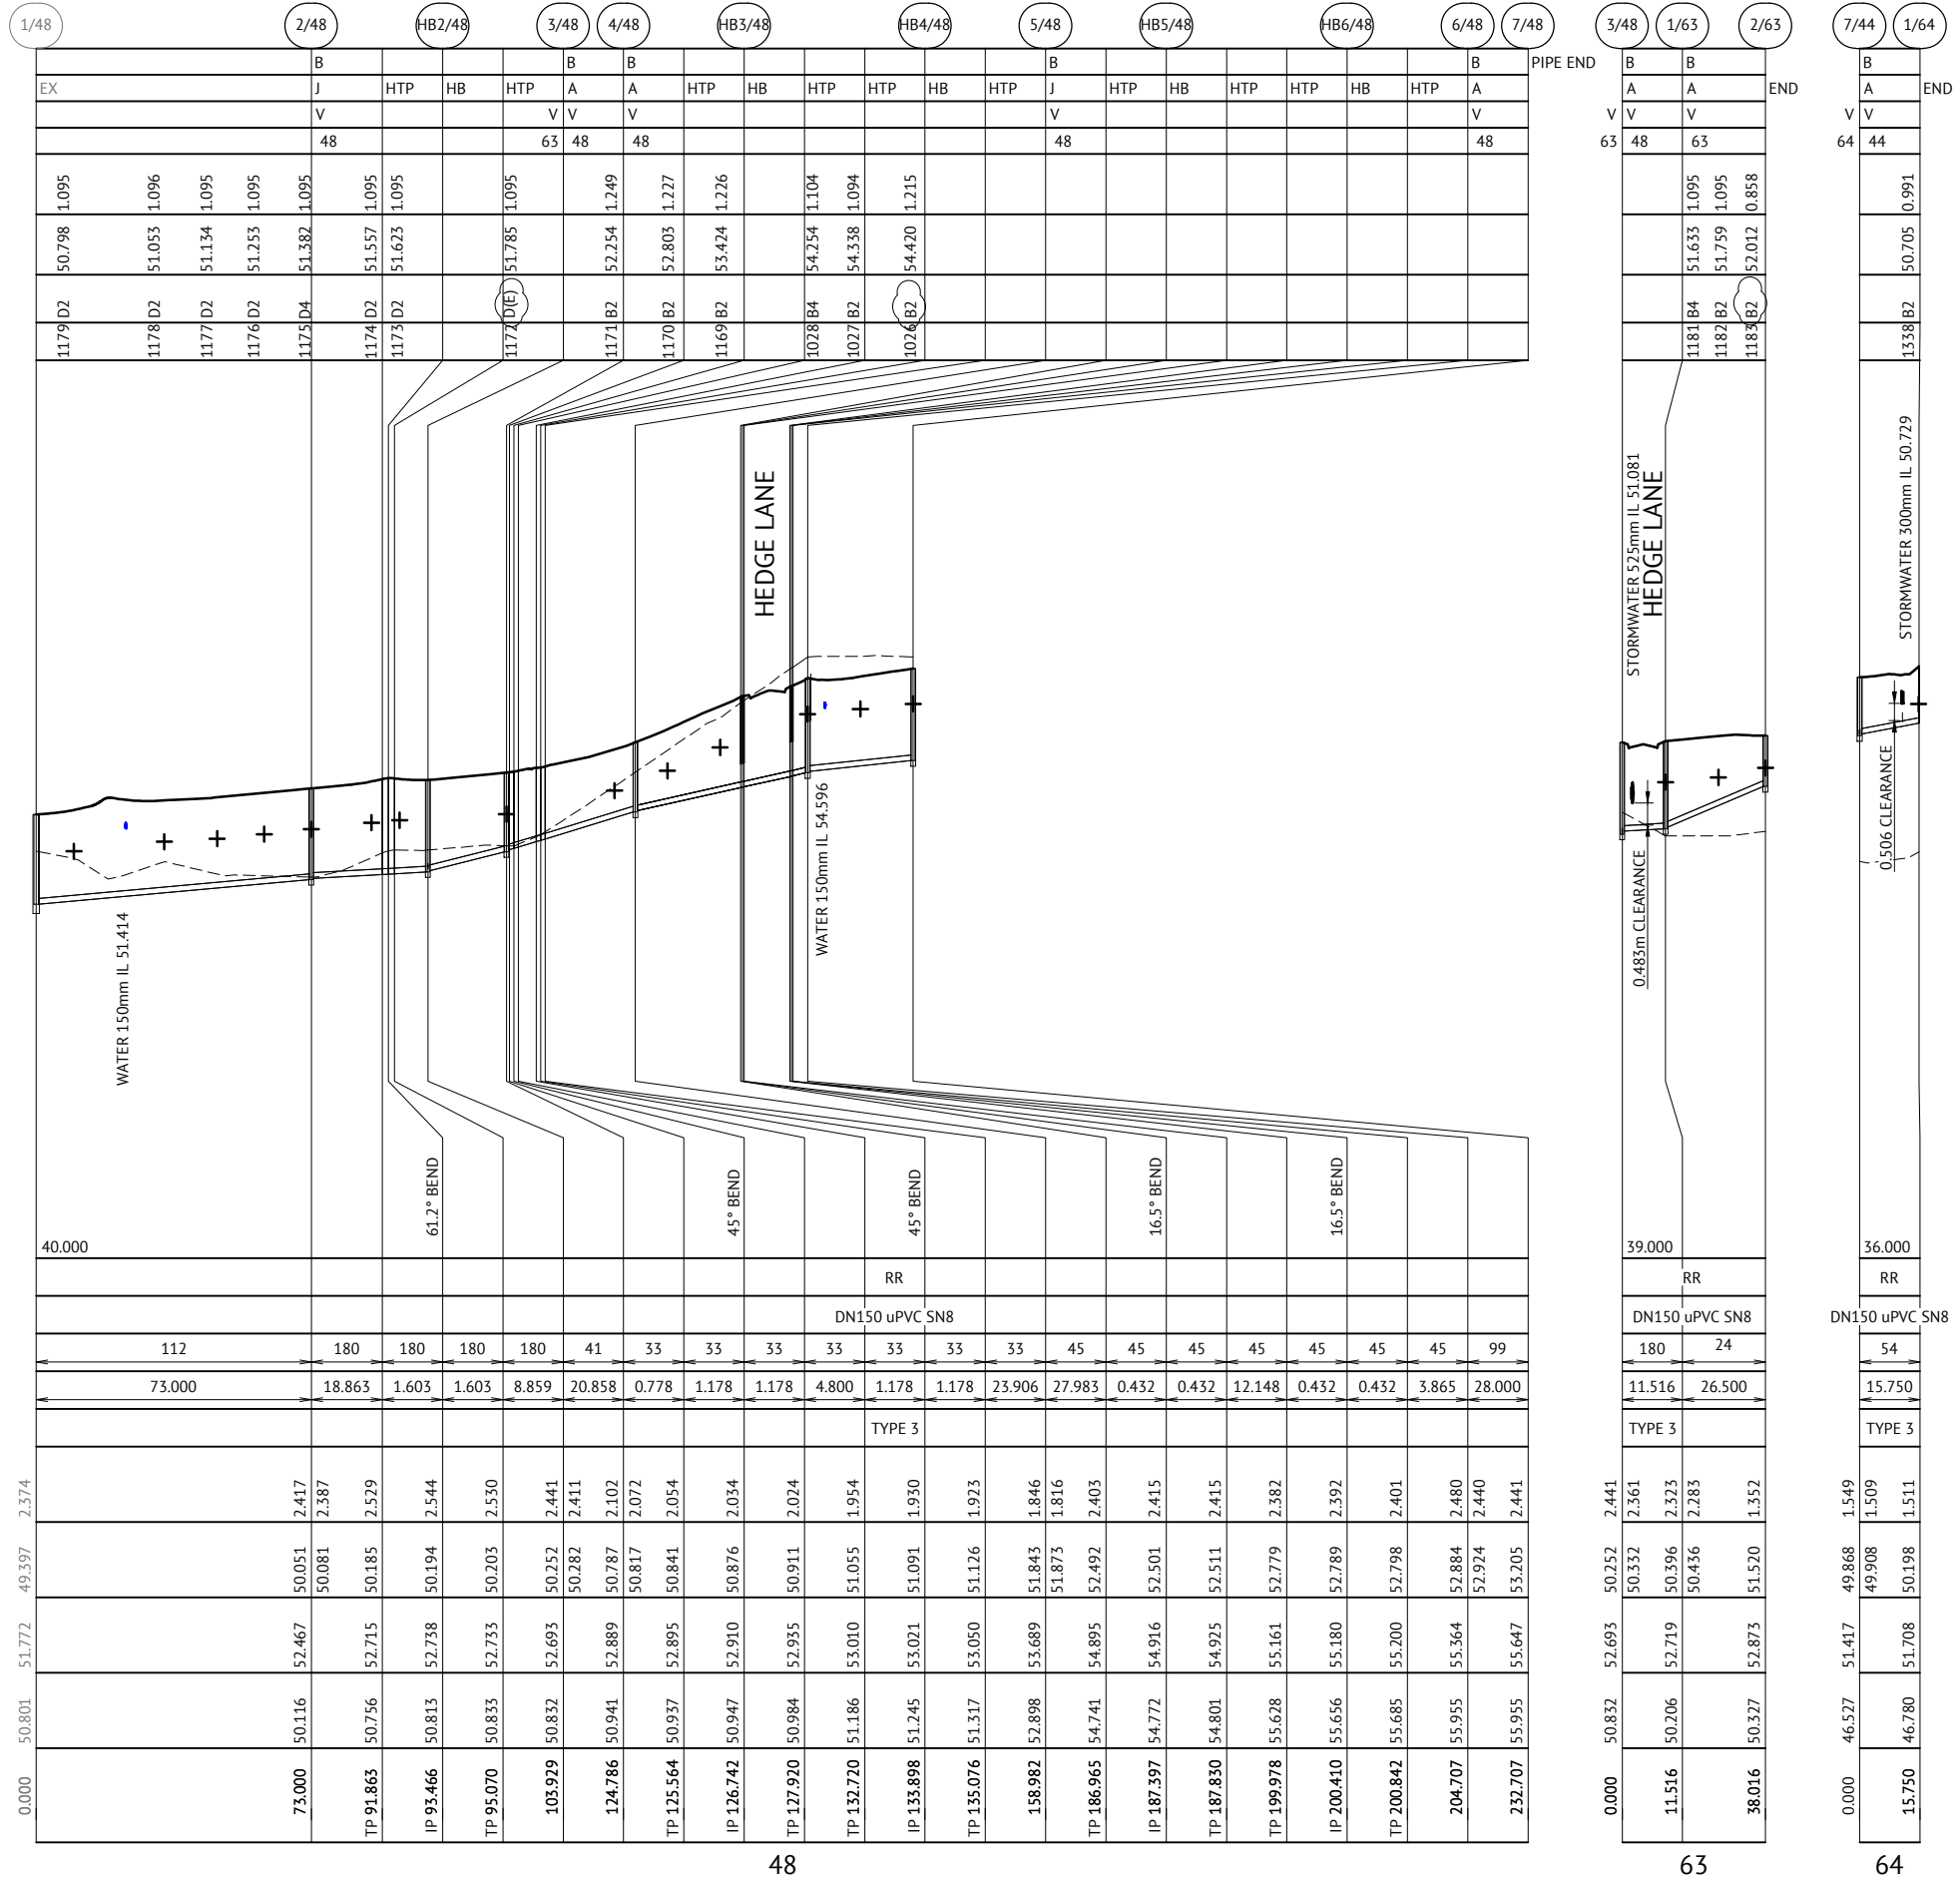 1/48 2/48 HB2/48 3/48 4/48 HB3/48 HB4/48 5/48 HB5/48 HB6/48 6/48 7/48 3/48 1/63 2/63 7/44 1/64
B B B B B PIPE END B B B
EX J HTP HB HTP A A HTP HB HTP HTP HB HTP J HTP HB HTP HTP HB HTP A A A END A END
V V V V V V V V V V V V
48 63 48 48 48 48 63 48 63 64 44
1.095 1.096 1.095 1.095 1.095 1.095 1.095 1.095 1.249 1.227 1.226 1.104 1.094 1.215 1.095 1.095 0.858 0.991
50.798 51.053 51.134 51.253 51.382 51.557 51.623 51.785 52.254 52.803 53.424 54.254 54.338 54.420 51.633 51.759 52.012 50.705
D2 D2 D2 D2 D4 D2 D2 D(E) B2 B2 B2 B4 B2 B2 B4 B2 B2 B2
1179 1178 1177 1176 1175 1174 1173 1172 1171 1170 1169 1028 1027 1026 1181 1182 1183 1338
HEDGE LANE
STORMWATER 525mm IL 51.081
HEDGE LANE
STORMWATER 300mm IL 50.729
WATER 150mm IL 51.414
WATER 150mm IL 54.596
0.483m CLEARANCE
0.506 CLEARANCE
61.2° BEND
45° BEND
45° BEND
16.5° BEND
16.5° BEND
40.000 39.000 36.000
RR RR RR
DN150 uPVC SN8 DN150 uPVC SN8 DN150 uPVC SN8
112 180 180 180 180 41 33 33 33 33 33 33 33 45 45 45 45 45 45 45 99 180 24 54
73.000 18.863 1.603 1.603 8.859 20.858 0.778 1.178 1.178 4.800 1.178 1.178 23.906 27.983 0.432 0.432 12.148 0.432 0.432 3.865 28.000 11.516 26.500 15.750
TYPE 3 TYPE 3 TYPE 3
2.374 2.417 2.387 2.529 2.544 2.530 2.441 2.411 2.102 2.072 2.054 2.034 2.024 1.954 1.930 1.923 1.846 1.816 2.403 2.415 2.415 2.382 2.392 2.401 2.480 2.440 2.441 2.441 2.361 2.323 2.283 1.352 1.549 1.509 1.511
49.397 50.051 50.081 50.185 50.194 50.203 50.252 50.282 50.787 50.817 50.841 50.876 50.911 51.055 51.091 51.126 51.843 51.873 52.492 52.501 52.511 52.779 52.789 52.798 52.884 52.924 53.205 50.252 50.332 50.396 50.436 51.520 49.868 49.908 50.198
51.772 52.467 52.715 52.738 52.733 52.693 52.889 52.895 52.910 52.935 53.010 53.021 53.050 53.689 54.895 54.916 54.925 55.161 55.180 55.200 55.364 55.647 52.693 52.719 52.873 51.417 51.708
50.801 50.116 50.756 50.813 50.833 50.832 50.941 50.937 50.947 50.984 51.186 51.245 51.317 52.898 54.741 54.772 54.801 55.628 55.656 55.685 55.955 55.955 50.832 50.206 50.327 46.527 46.780
0.000 73.000 TP 91.863 IP 93.466 TP 95.070 103.929 124.786 TP 125.564 IP 126.742 TP 127.920 TP 132.720 IP 133.898 TP 135.076 158.982 TP 186.965 IP 187.397 TP 187.830 TP 199.978 IP 200.410 TP 200.842 204.707 232.707 0.000 11.516 38.016 0.000 15.750
48 63 64